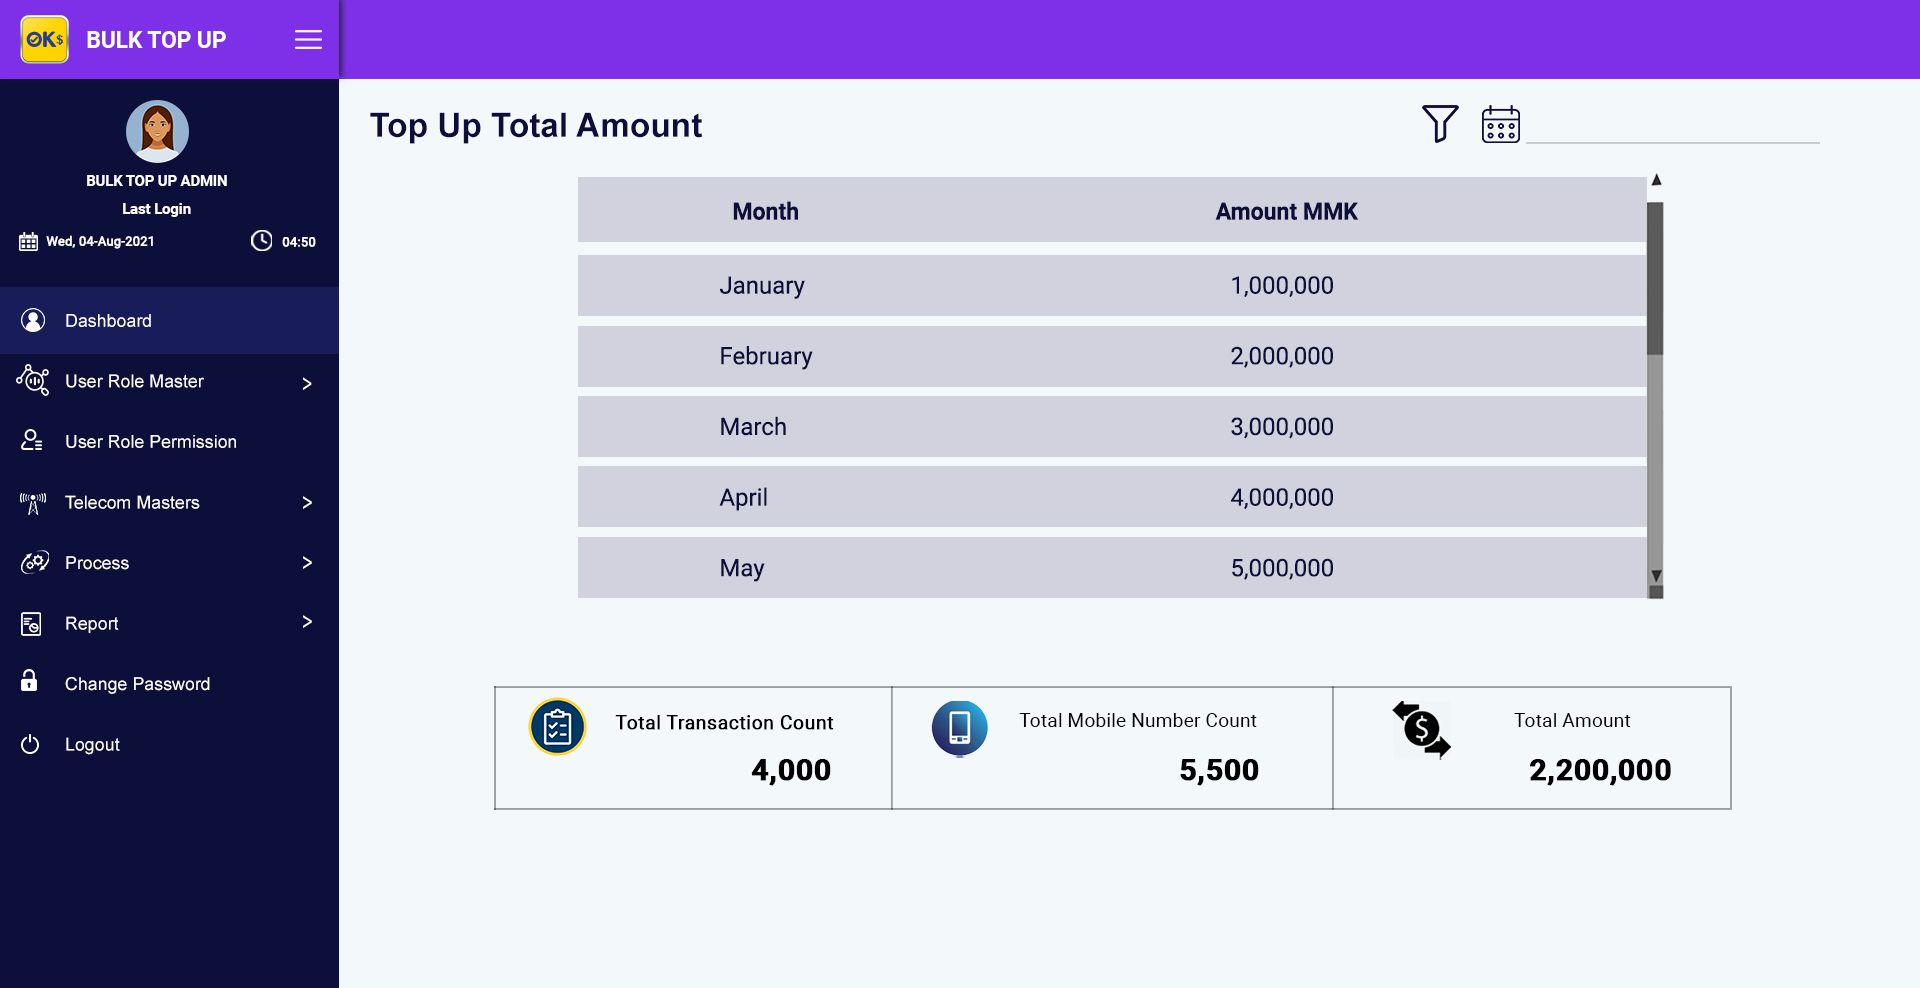 OK$ BULK TOP UP
BULK TOP UP ADMIN
Last Login
Wed, 04-Aug-2021 04:50
Dashboard
User Role Master >
User Role Permission
Telecom Masters >
Process >
Report >
Change Password
Logout
Top Up Total Amount
Month Amount MMK
January 1,000,000
February 2,000,000
March 3,000,000
April 4,000,000
May 5,000,000
Total Transaction Count
4,000
Total Mobile Number Count
5,500
$ Total Amount
2,200,000